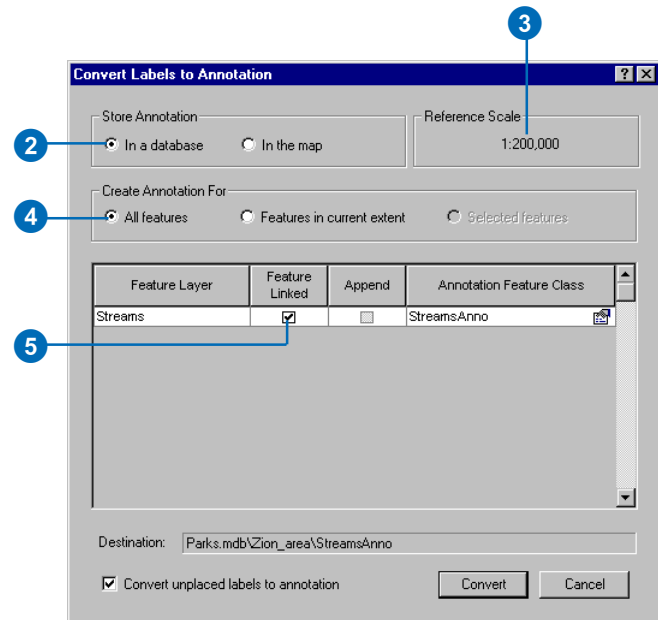 3
Convert Labels to Annotation
Store Annotation
Reference Scale
2
In a database
In the map
1:200,000
Create Annotation For
4
All features
Features in current extent
Selected features
Feature Layer
Feature Linked
Append
Annotation Feature Class
Streams
StreamsAnno
5
Destination:
Parks.mdb\Zion_area\StreamsAnno
Convert unplaced labels to annotation
Convert
Cancel